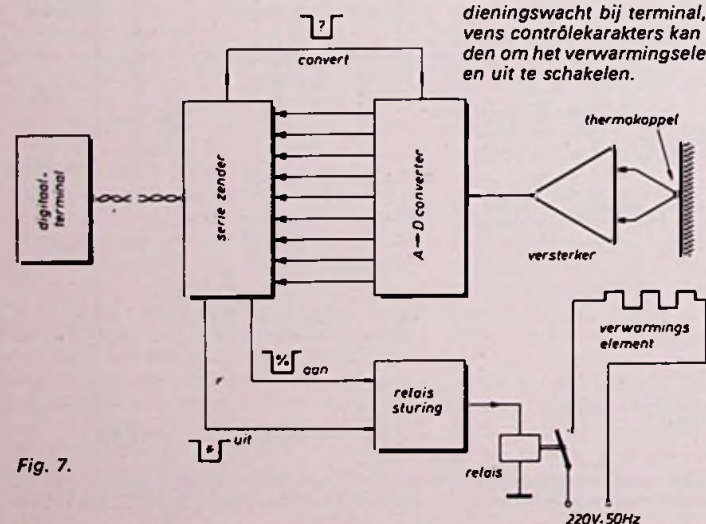 dieningswacht bij terminal,
vens contrôlekarakters kan
den om het verwarmingsele
en uit te schakelen.
?
convert
thermokoppel
digitaal-
terminal
serie zender
A→D converter
versterker
verwarmings
element
% aan
relais
sturing
* uit
relais
Fig. 7.
220V. 50Hz